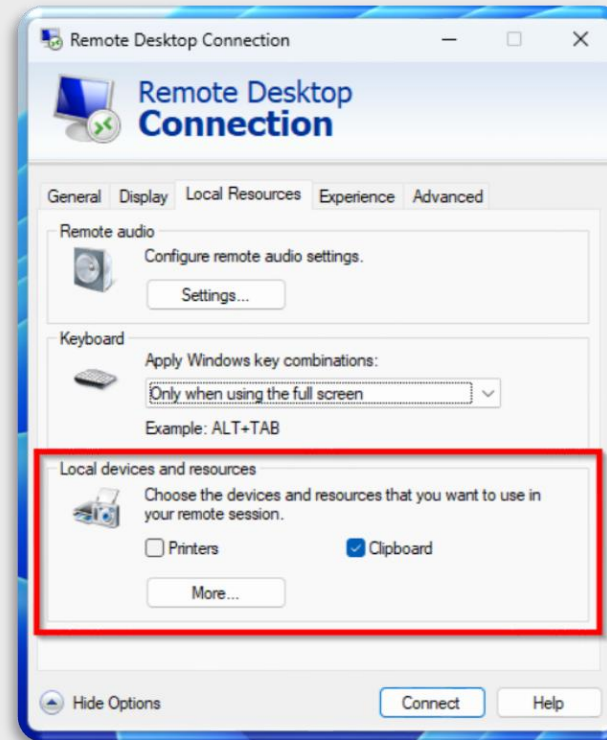 Remote Desktop Connection
Remote Desktop
Connection
General Display Local Resources Experience Advanced
Remote audio
Configure remote audio settings.
Settings...
Keyboard
Apply Windows key combinations:
Only when using the full screen
Example: ALT+TAB
Local devices and resources
Choose the devices and resources that you want to use in
your remote session.
Printers Clipboard
More...
Hide Options Connect Help